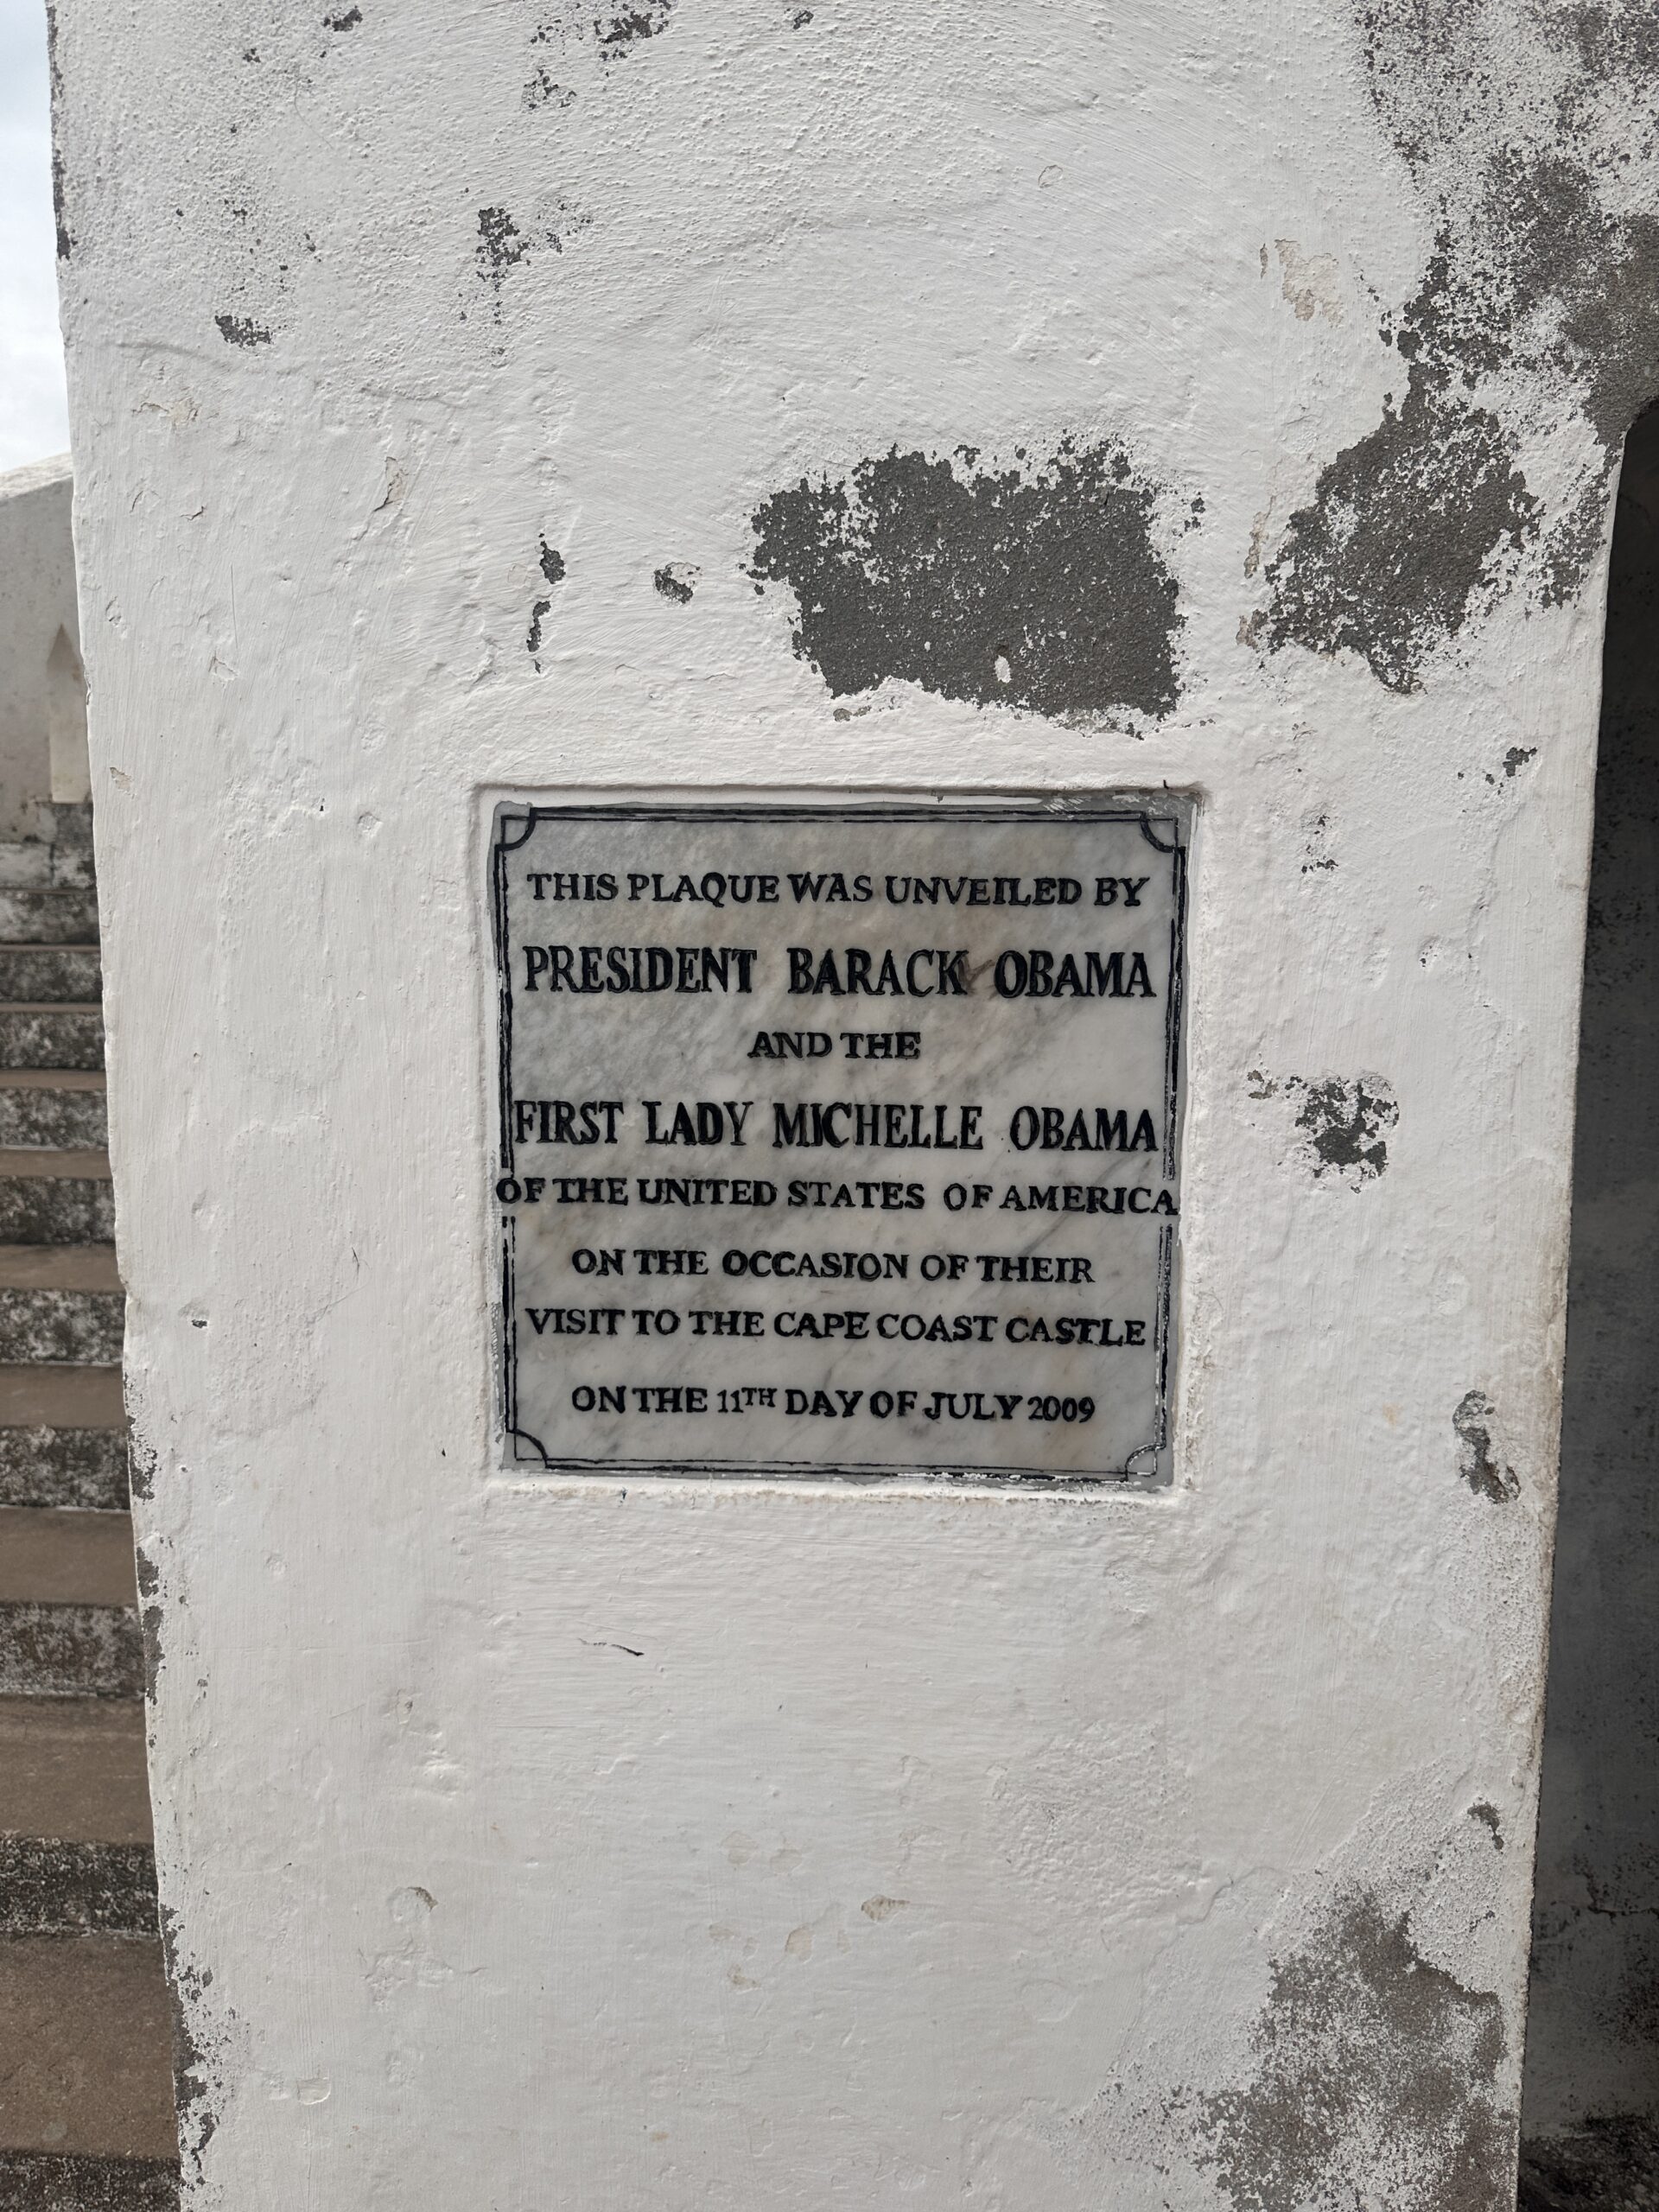 THIS PLAQUE WAS UNVEILED BY
PRESIDENT BARACK OBAMA
AND THE
FIRST LADY MICHELLE OBAMA
OF THE UNITED STATES OF AMERICA
ON THE OCCASION OF THEIR
VISIT TO THE CAPE COAST CASTLE
ON THE 11TH DAY OF JULY 2009